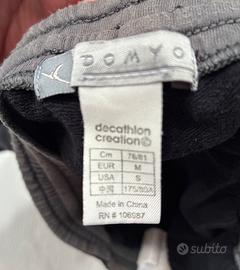 DOMYO
decathlon
creation©
Cm 76/81
EUR M
USA S
中国 175/80A
Made in China
RN # 106987
subito